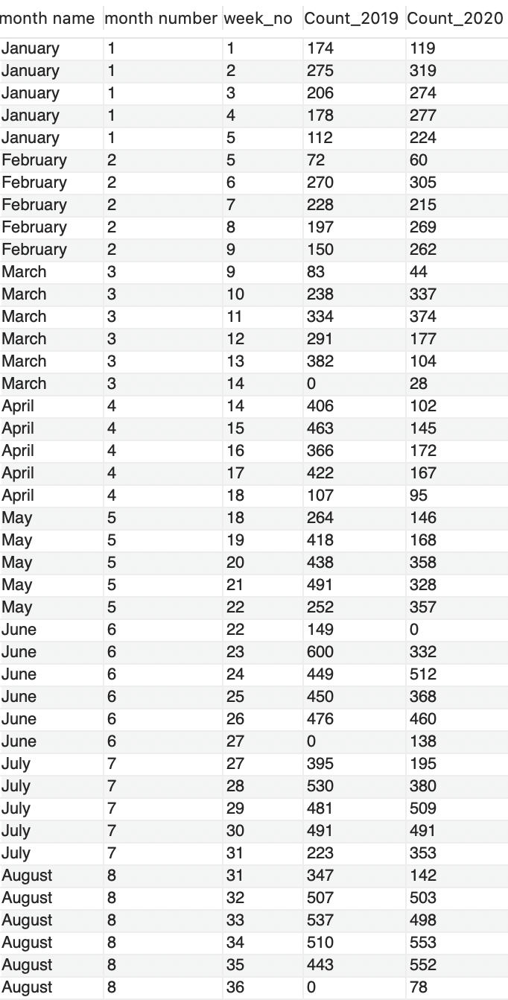 month name month number week_no Count_2019 Count_2020
January 1 1 174 119
January 1 2 275 319
January 1 3 206 274
January 1 4 178 277
January 1 5 112 224
February 2 5 72 60
February 2 6 270 305
February 2 7 228 215
February 2 8 197 269
February 2 9 150 262
March 3 9 83 44
March 3 10 238 337
March 3 11 334 374
March 3 12 291 177
March 3 13 382 104
March 3 14 0 28
April 4 14 406 102
April 4 15 463 145
April 4 16 366 172
April 4 17 422 167
April 4 18 107 95
May 5 18 264 146
May 5 19 418 168
May 5 20 438 358
May 5 21 491 328
May 5 22 252 357
June 6 22 149 0
June 6 23 600 332
June 6 24 449 512
June 6 25 450 368
June 6 26 476 460
June 6 27 0 138
July 7 27 395 195
July 7 28 530 380
July 7 29 481 509
July 7 30 491 491
July 7 31 223 353
August 8 31 347 142
August 8 32 507 503
August 8 33 537 498
August 8 34 510 553
August 8 35 443 552
August 8 36 0 78